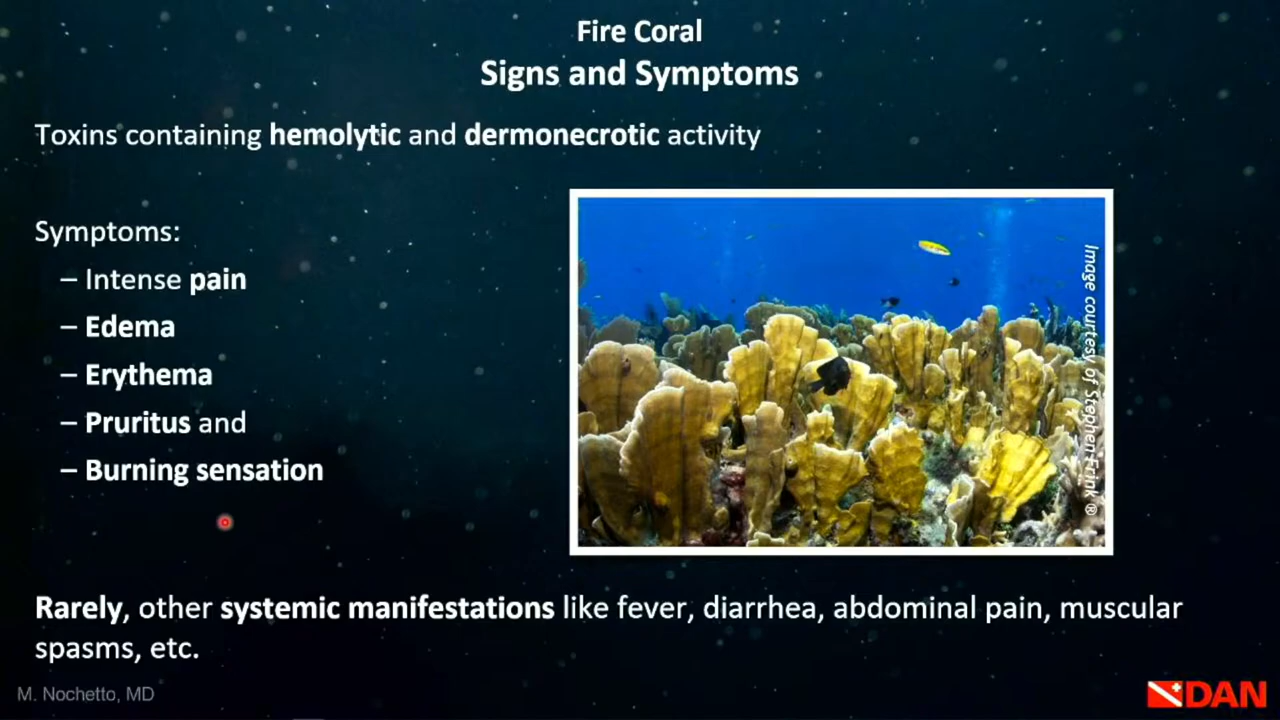 Fire Coral
Signs and Symptoms
Toxins containing hemolytic and dermonecrotic activity
Symptoms:
– Intense pain
– Edema
– Erythema
– Pruritus and
– Burning sensation
Image courtesy of Stephen Frink ®
Rarely, other systemic manifestations like fever, diarrhea, abdominal pain, muscular
spasms, etc.
M. Nochetto, MD
DAN